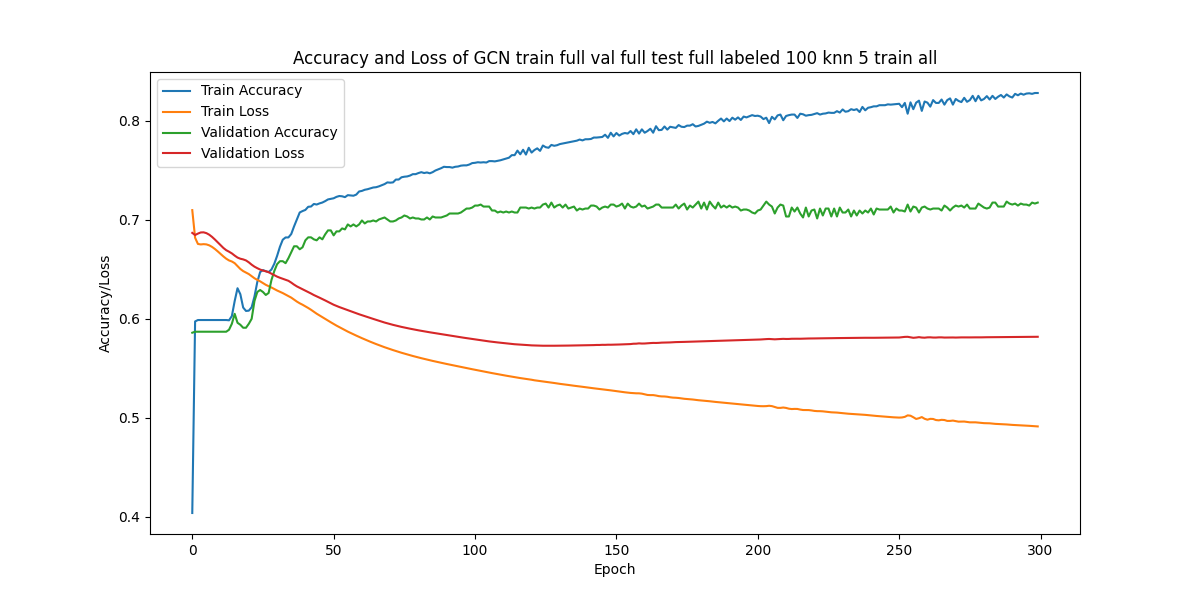 Accuracy and Loss of GCN train full val full test full labeled 100 knn 5 train all
Train Accuracy
Train Loss
Validation Accuracy
Validation Loss
0.8
0.7
0.6
0.5
0.4
Accuracy/Loss
0 50 100 150 200 250 300
Epoch